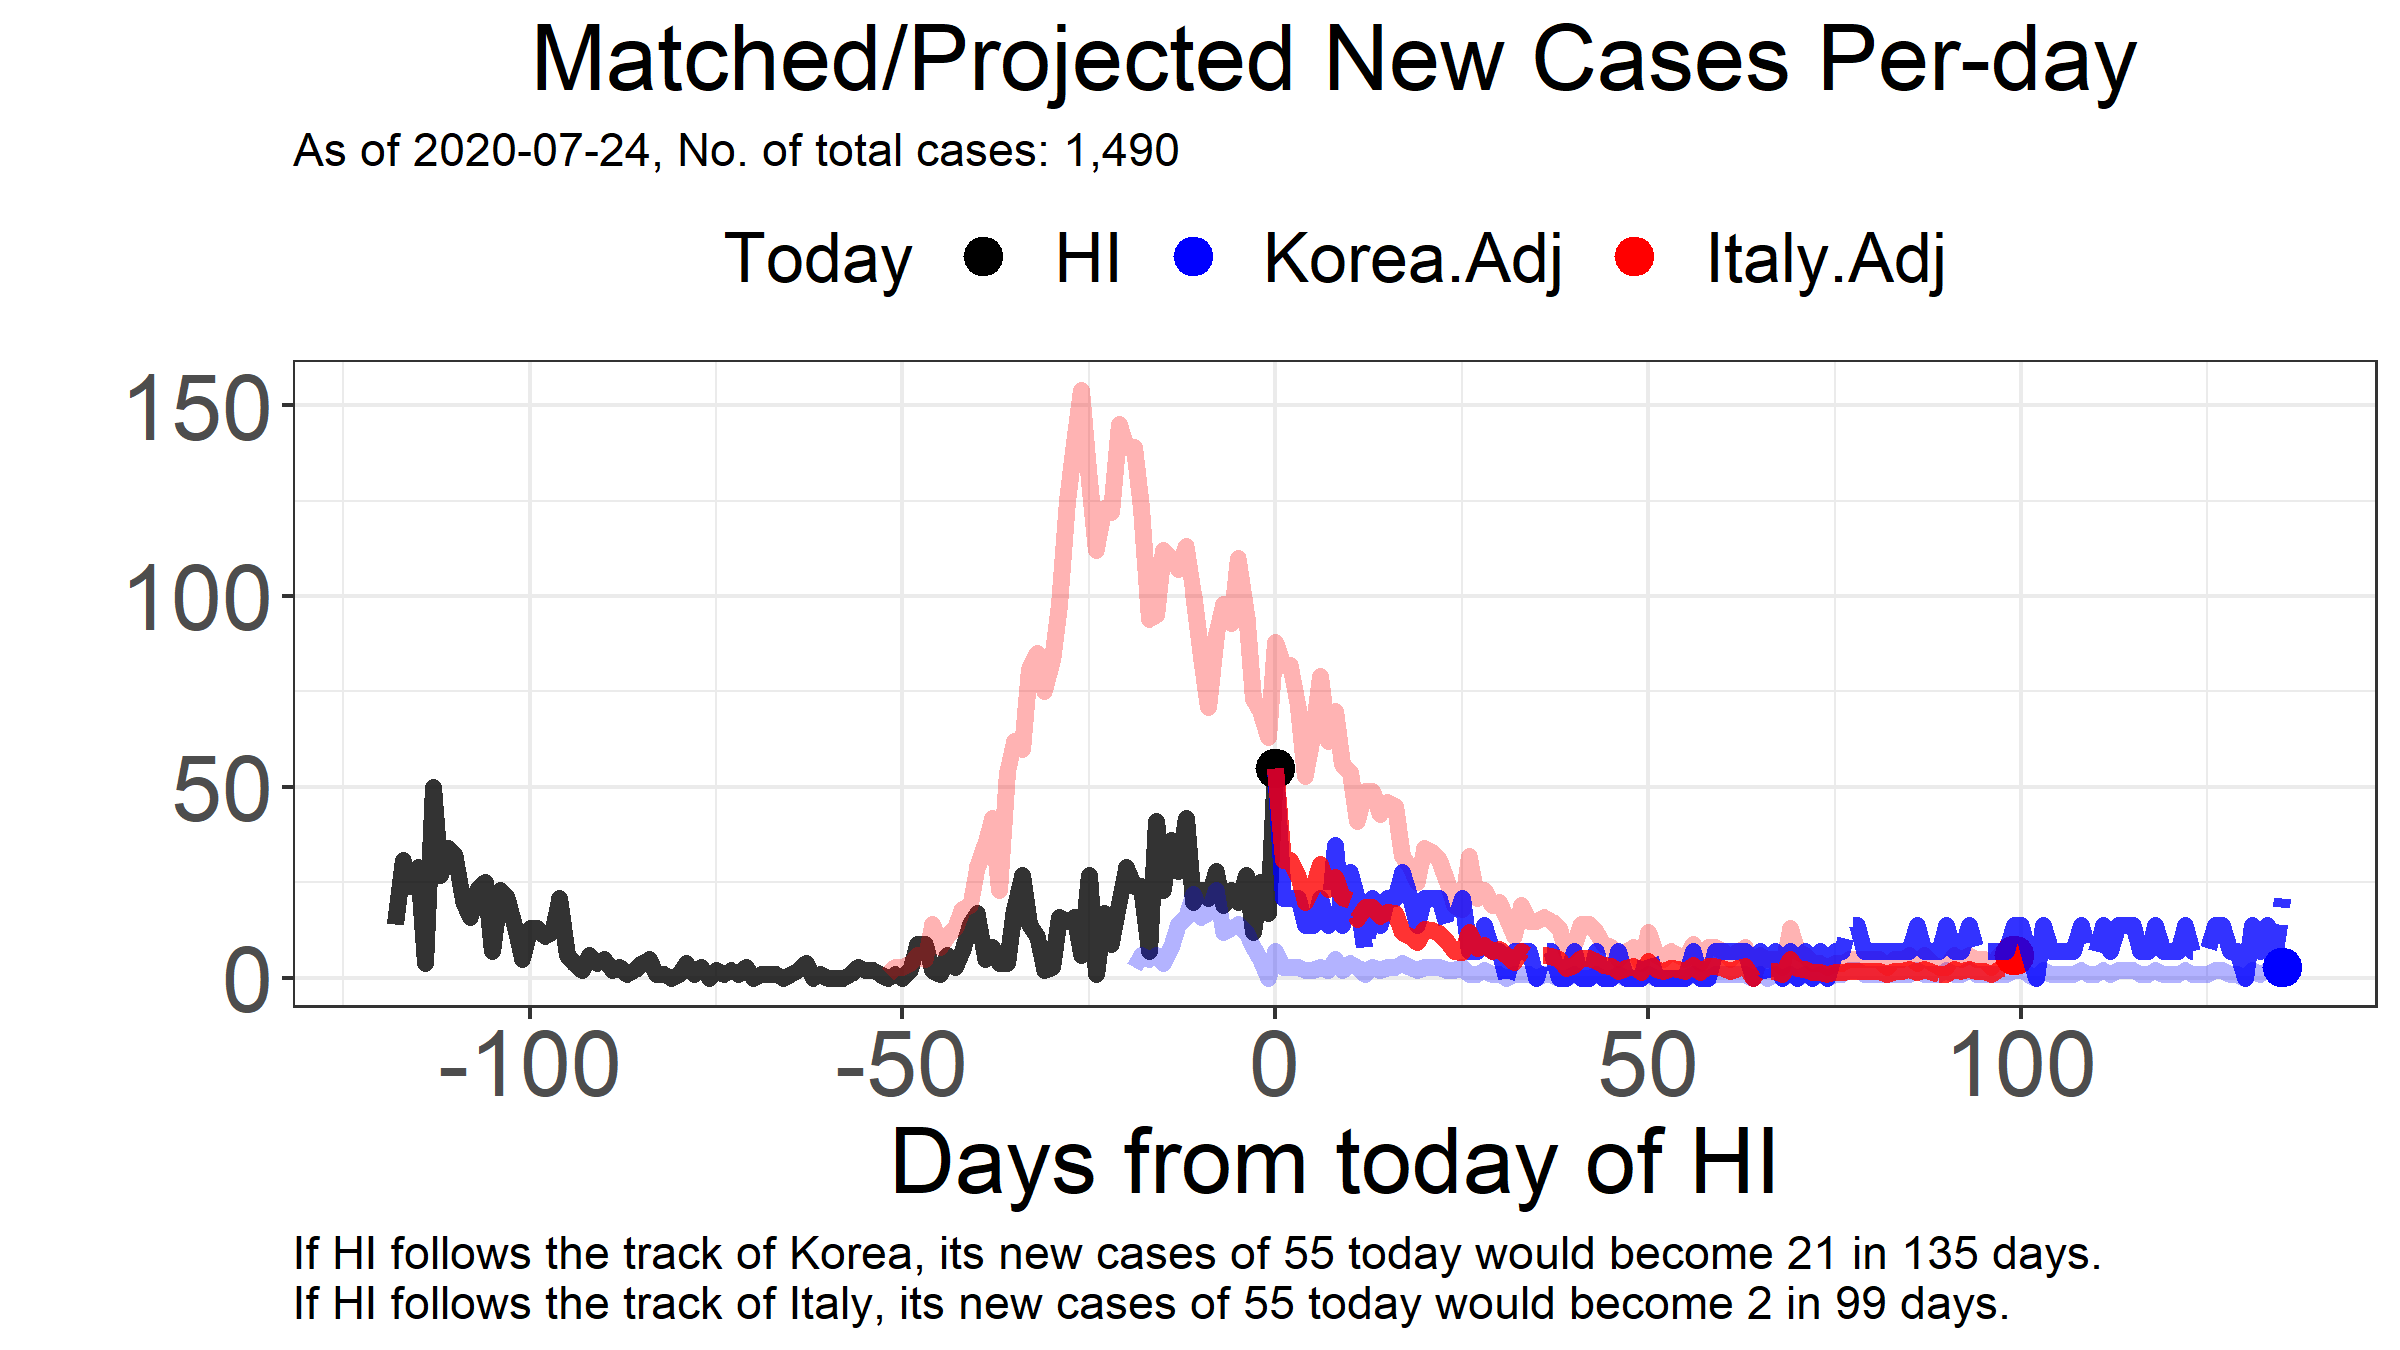 Matched/Projected New Cases Per-day
As of 2020-07-24, No. of total cases: 1,490
Today HI Korea.Adj Italy.Adj
150
100
50
0
-100 -50 0 50 100
Days from today of HI
If HI follows the track of Korea, its new cases of 55 today would become 21 in 135 days.
If HI follows the track of Italy, its new cases of 55 today would become 2 in 99 days.